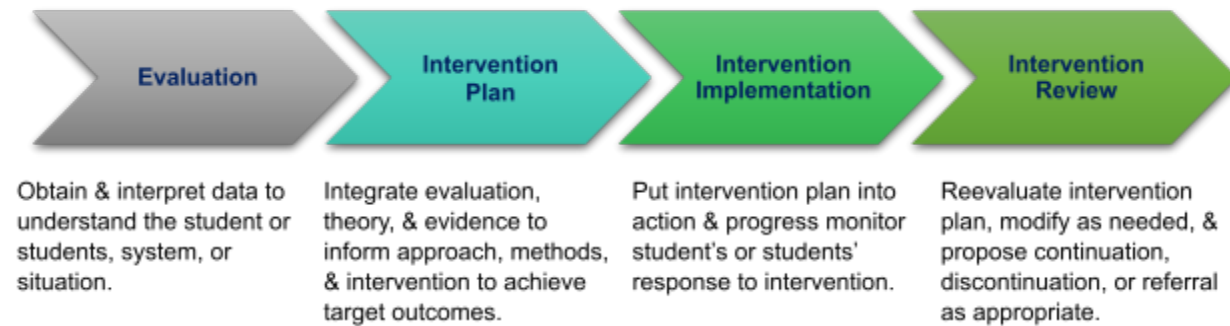 Evaluation
Intervention
Plan
Intervention
Implementation
Intervention
Review
Obtain & interpret data to
understand the student or
students, system, or
situation.
Integrate evaluation,
theory, & evidence to
inform approach, methods,
& intervention to achieve
target outcomes.
Put intervention plan into
action & progress monitor
student's or students'
response to intervention.
Reevaluate intervention
plan, modify as needed, &
propose continuation,
discontinuation, or referral
as appropriate.